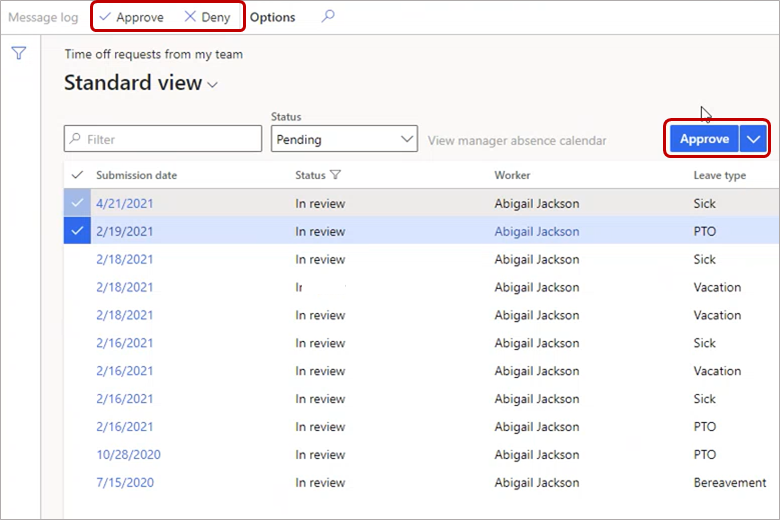 Message log Approve Deny Options
Time off requests from my team
Standard view
Status
Filter Pending View manager absence calendar Approve
Submission date Status Worker Leave type
4/21/2021 In review Abigail Jackson Sick
2/19/2021 In review Abigail Jackson PTO
2/18/2021 In review Abigail Jackson Sick
2/18/2021 Abigail Jackson Vacation
2/18/2021 In review Abigail Jackson Vacation
2/16/2021 In review Abigail Jackson Sick
2/16/2021 In review Abigail Jackson Vacation
2/16/2021 In review Abigail Jackson Sick
2/16/2021 In review Abigail Jackson PTO
10/28/2020 In review Abigail Jackson PTO
7/15/2020 In review Abigail Jackson Bereavement